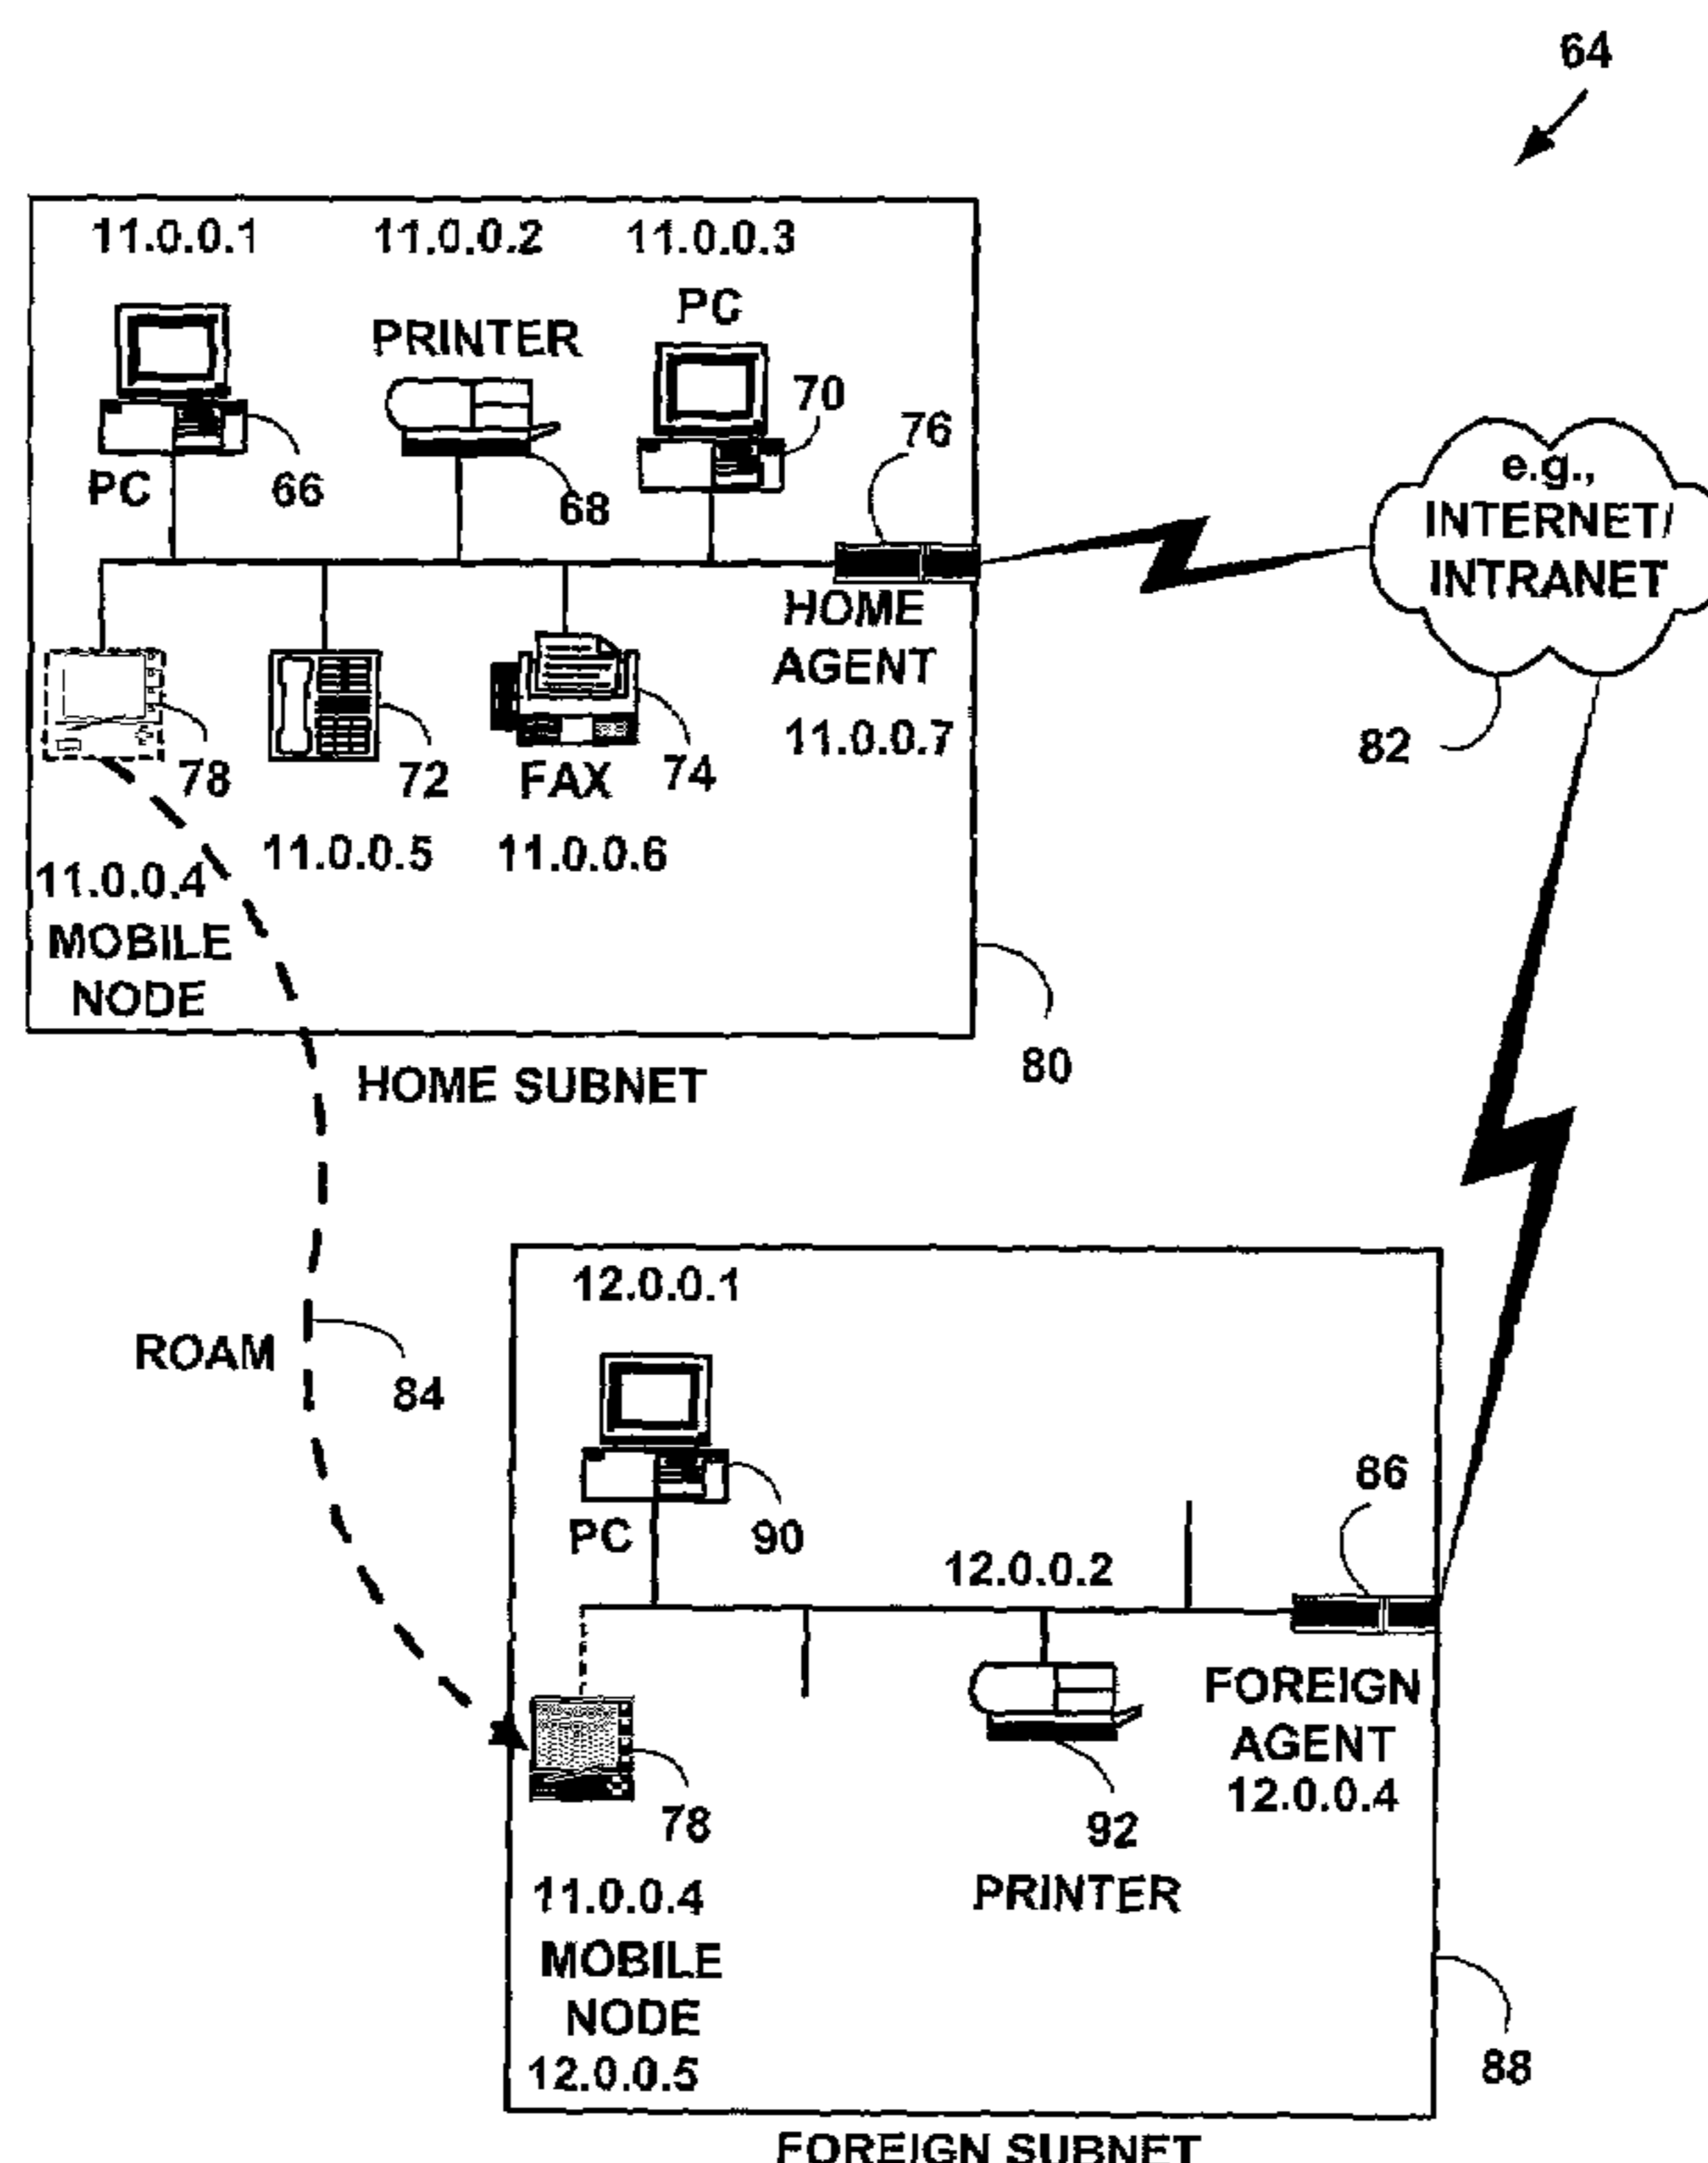 64
11.0.0.1 11.0.0.2 11.0.0.3
PC
PRINTER
70
76
PC 66
68
e.g.,
INTERNET/
INTRANET
HOME
AGENT
11.0.0.7
82
78
72
FAX
74
11.0.0.4
11.0.0.5
11.0.0.6
MOBILE
NODE
80
HOME SUBNET
12.0.0.1
ROAM
84
86
PC
90
12.0.0.2
FOREIGN
AGENT
12.0.0.4
78
92
PRINTER
11.0.0.4
MOBILE
NODE
12.0.0.5
88
FOREIGN SUBNET